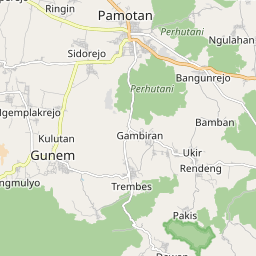 Ringin
Pamotan
Perhutani
Ngulahan
Sidorejo
Bangunrejo
Perhutani
Ngemplakrejo
Bamban
Kulutan
Gambiran
Gunem
Ukir
Rendeng
ngmulyo
Trembes
Pakis